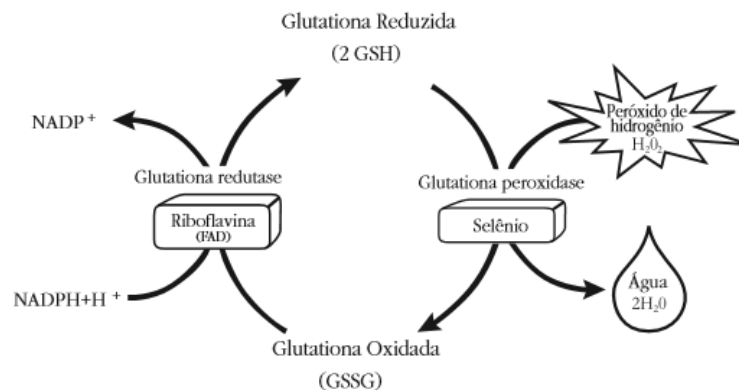 Glutationa Reduzida
(2 GSH)
NADP⁺
Peróxido de
hidrogênio
H₂0₂
Glutationa redutase
Glutationa peroxidase
Riboflavina
(FAD)
Selênio
NADPH+H⁺
Água
2H₂0
Glutationa Oxidada
(GSSG)